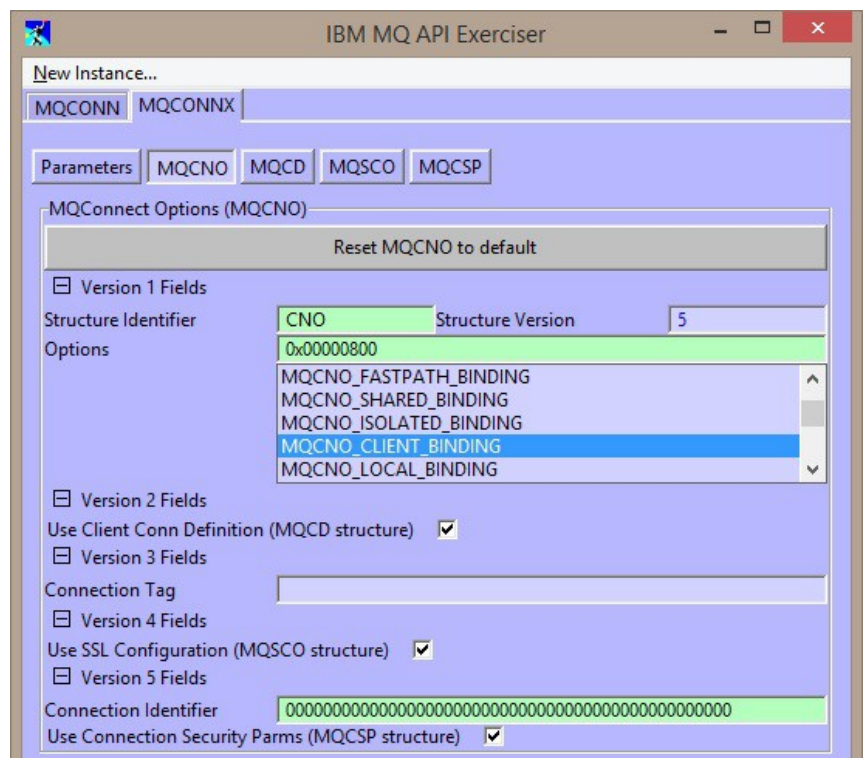 IBM MQ API Exerciser
New Instance...
MQCONN MQCONNX
Parameters MQCNO MQCD MQSCO MQCSP
MQConnect Options (MQCNO)
Reset MQCNO to default
Version 1 Fields
Structure Identifier CNO Structure Version 5
Options 0x00000800
MQCNO_FASTPATH_BINDING
MQCNO_SHARED_BINDING
MQCNO_ISOLATED_BINDING
MQCNO_CLIENT_BINDING
MQCNO_LOCAL_BINDING
Version 2 Fields
Use Client Conn Definition (MQCD structure)
Version 3 Fields
Connection Tag
Version 4 Fields
Use SSL Configuration (MQSCO structure)
Version 5 Fields
Connection Identifier 000000000000000000000000000000000000000000000000
Use Connection Security Parms (MQCSP structure)